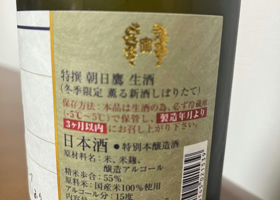 特撰 朝日鷹 生酒
(冬季限定 薫る新酒しぼりたて)
保存方法:本品は生酒の為、必ず冷蔵庫
(-5℃~5℃)で保管し、製造年月より
3ヶ月以内にお召し上がり下さい。
日本酒 ●特別本醸造酒
原材料名:米、米麹、
醸造アルコール
精米歩合:55%
原料米:国産米100%使用
アルコール分:15度